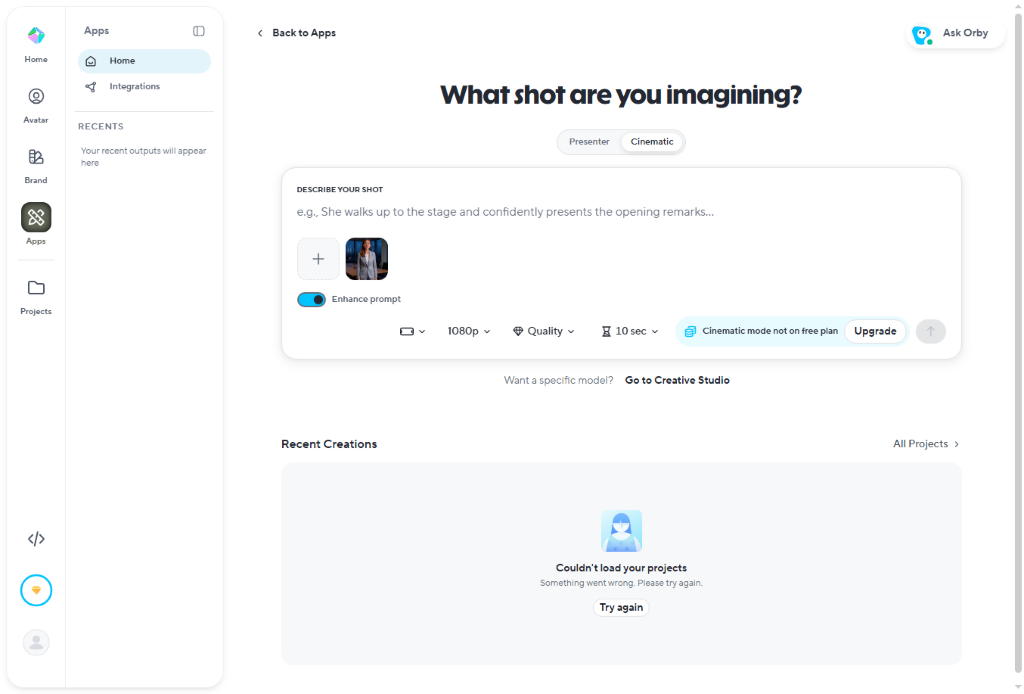 Home
Avatar
Brand
Apps
Projects
Apps
Home
Integrations
RECENTS
Your recent outputs will appear
here
Back to Apps
Ask Orby
What shot are you imagining?
Presenter
Cinematic
DESCRIBE YOUR SHOT
e.g., She walks up to the stage and confidently presents the opening remarks...
Enhance prompt
1080p
Quality
10 sec
Cinematic mode not on free plan
Upgrade
Want a specific model? Go to Creative Studio
Recent Creations
All Projects
Couldn't load your projects
Something went wrong. Please try again.
Try again